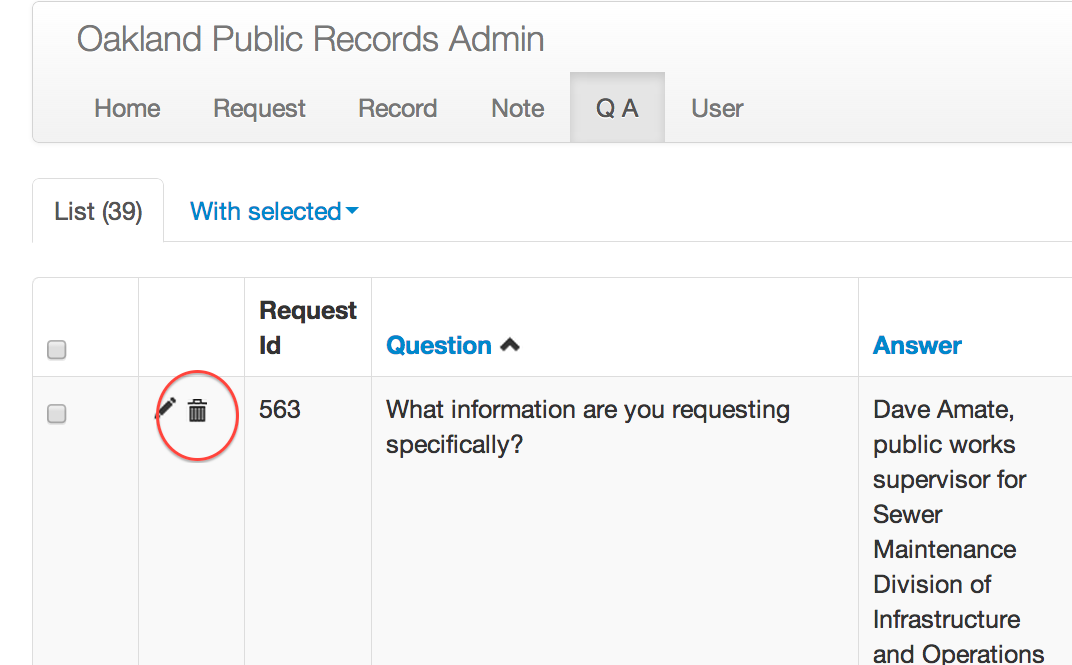 Oakland Public Records Admin
Home Request Record Note Q A User
List (39) With selected
Request
Id
Question
Answer
563
What information are you requesting
specifically?
Dave Amate,
public works
supervisor for
Sewer
Maintenance
Division of
Infrastructure
and Operations